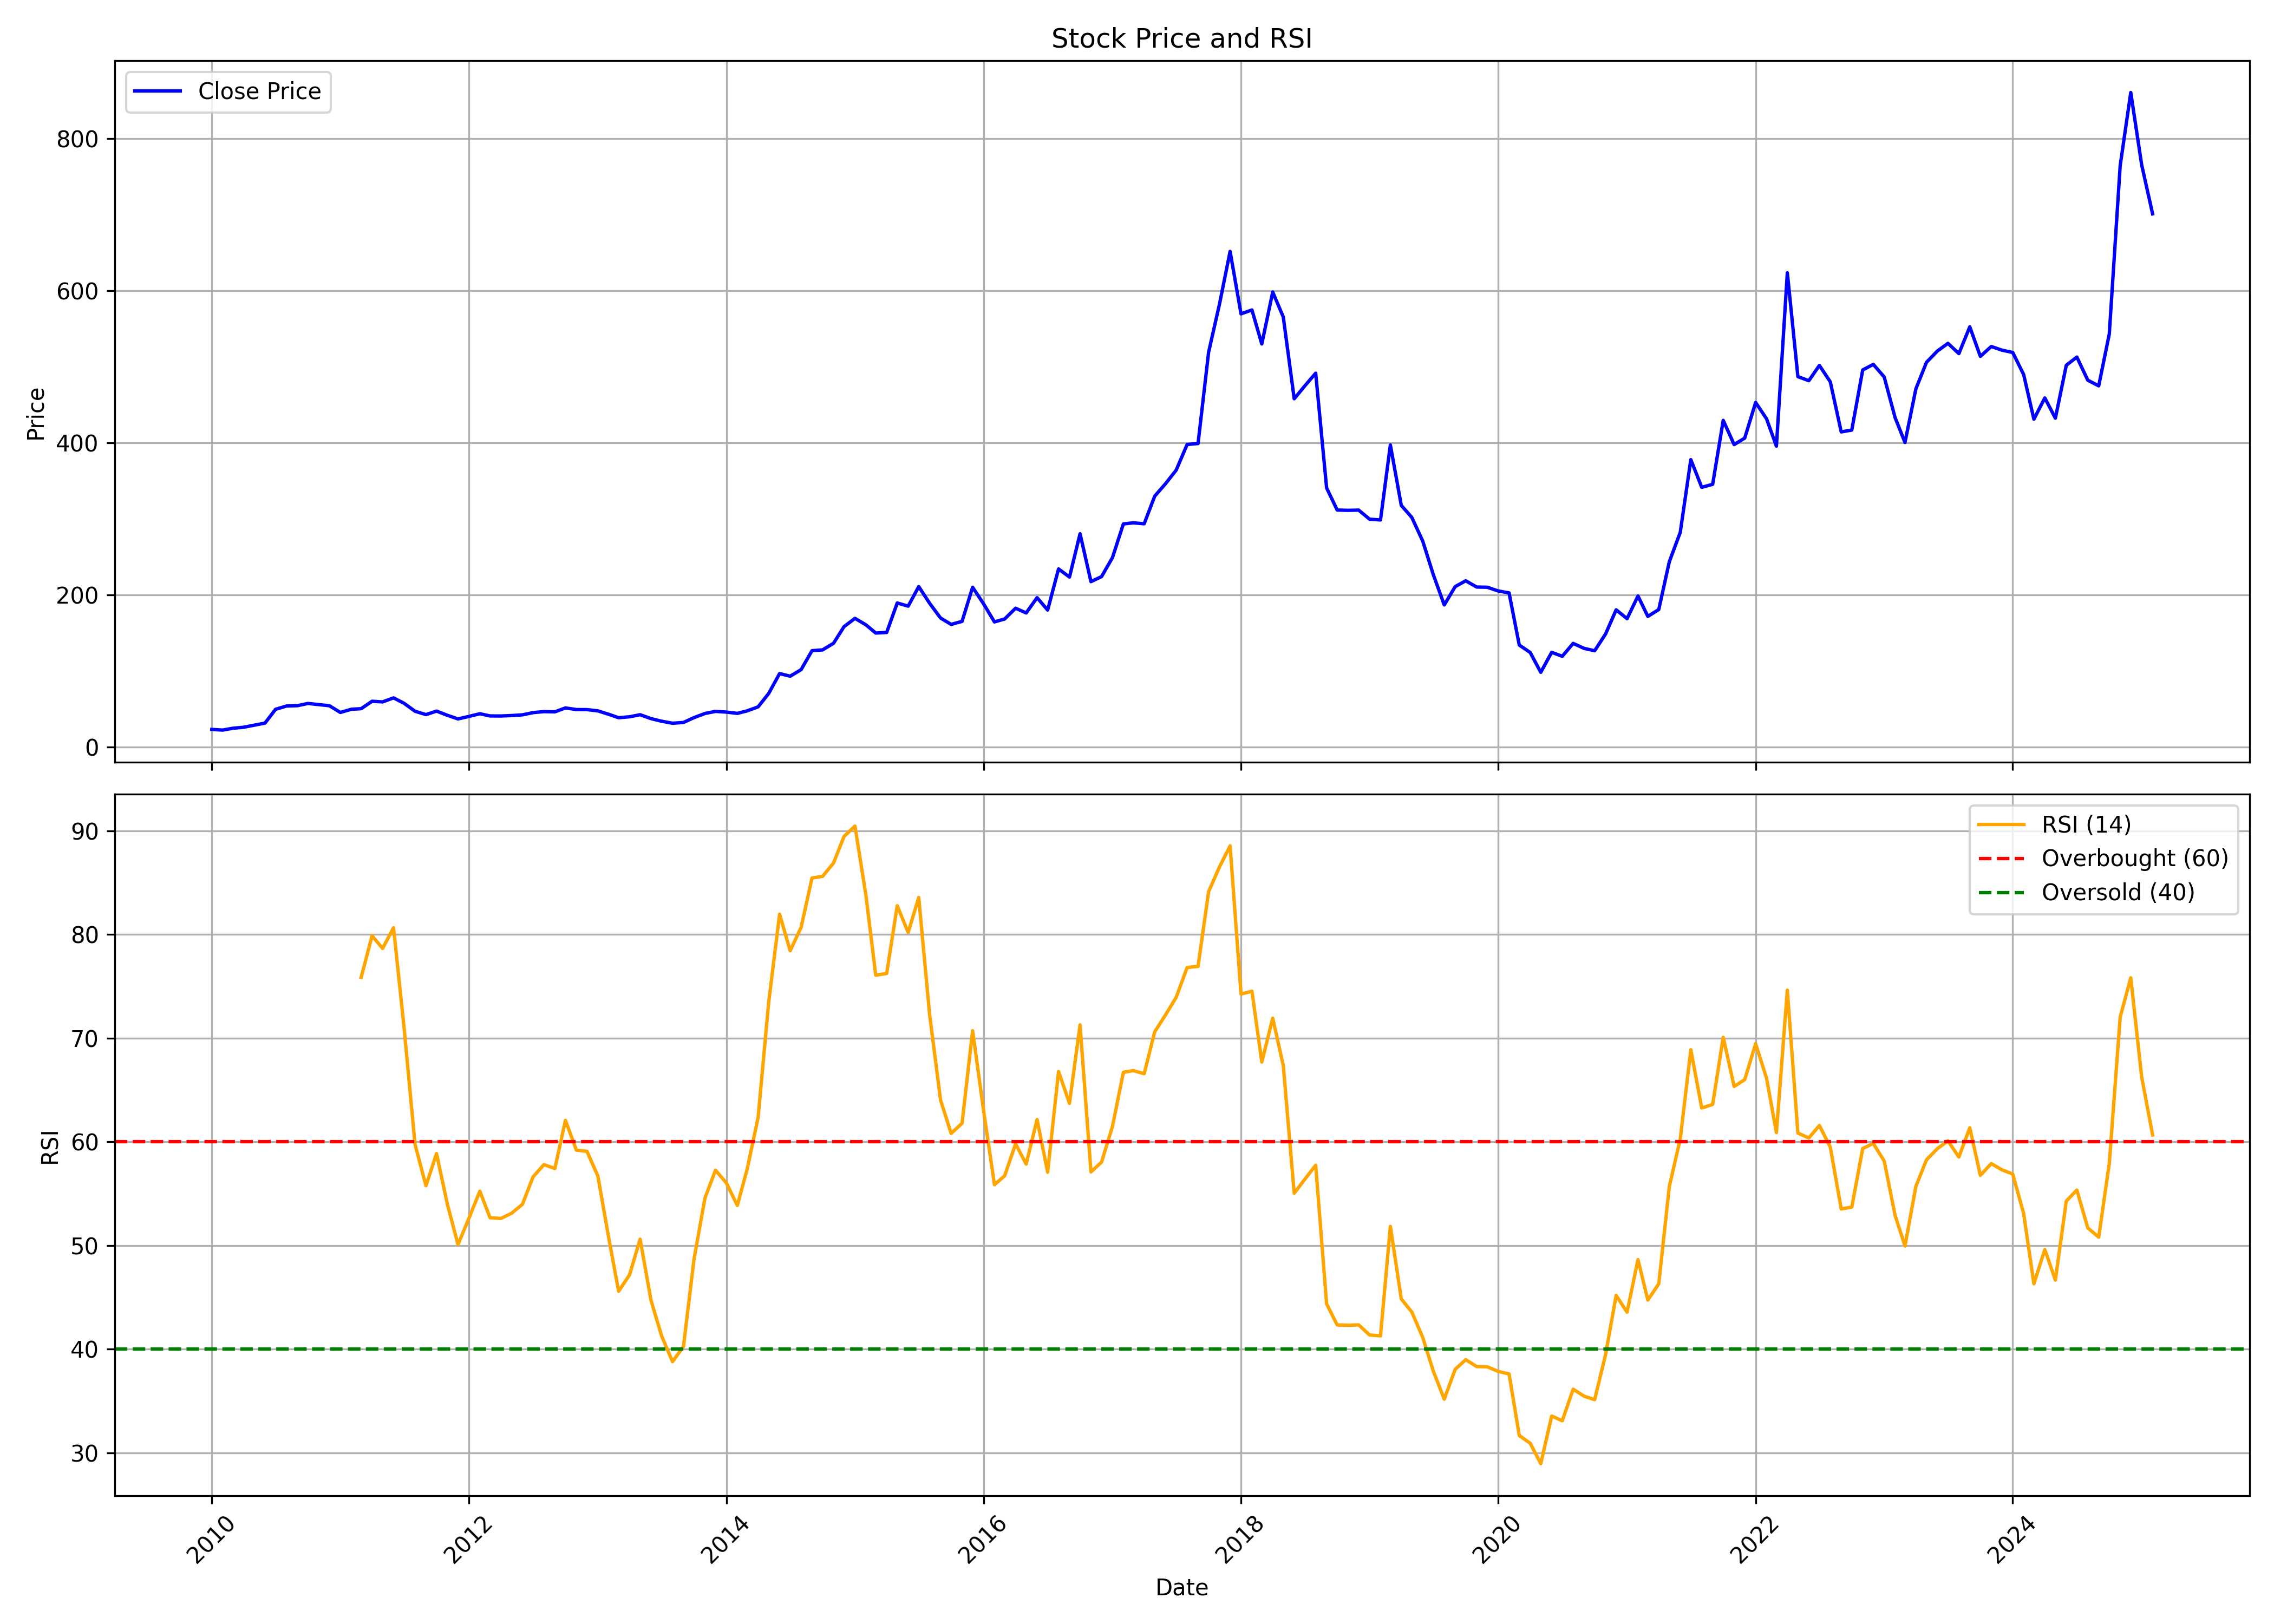 Stock Price and RSI
Close Price
800
600
400
200
0
Price
RSI (14)
Overbought (60)
Oversold (40)
90
80
70
60
50
40
30
RSI
2010
2012
2014
2016
2018
2020
2022
2024
Date